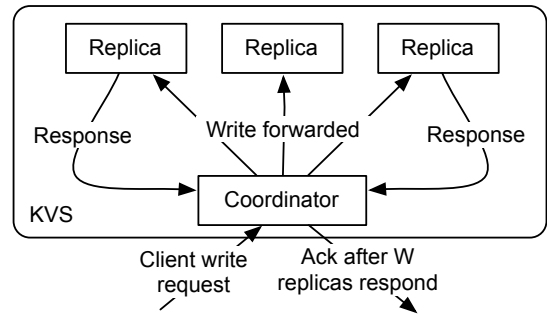 Replica
Replica
Replica
Response
Write forwarded
Response
Coordinator
KVS
Client write
request
Ack after W
replicas respond